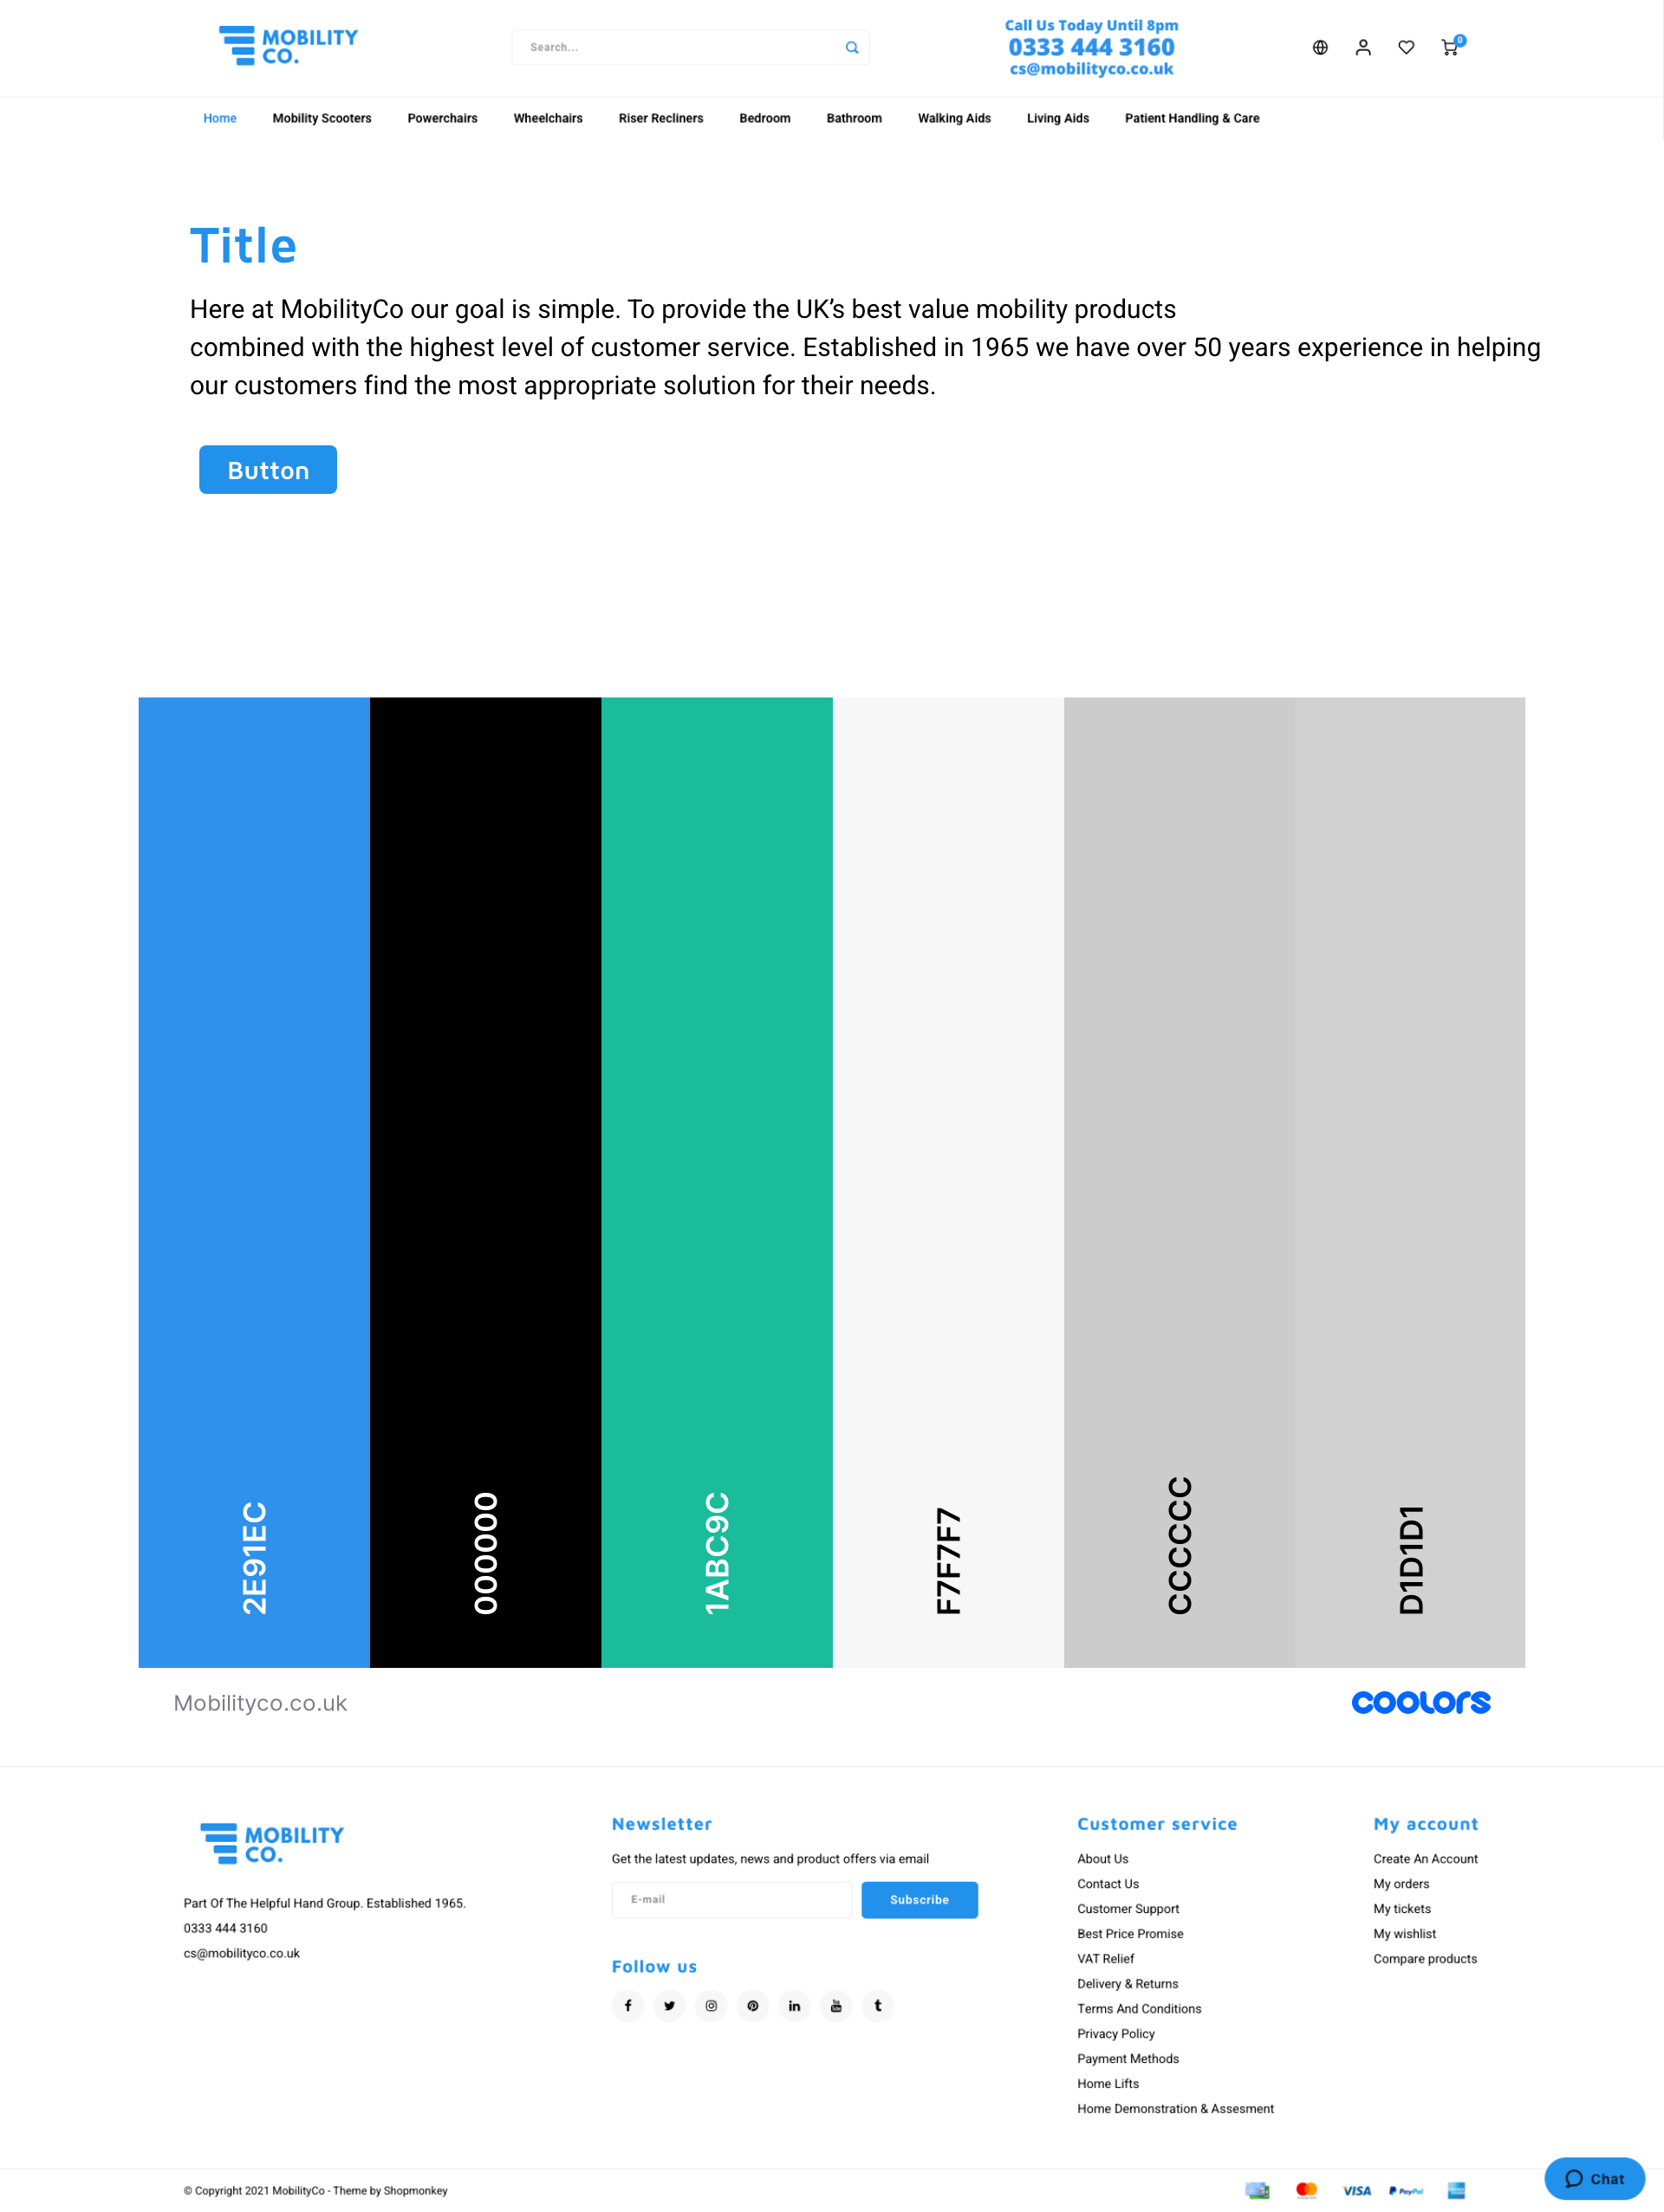 MOBILITY
CO.
Search...
Call Us Today Until 8pm
0333 444 3160
cs@mobilityco.co.uk
0
Home Mobility Scooters Powerchairs Wheelchairs Riser Recliners Bedroom Bathroom Walking Aids Living Aids Patient Handling & Care
Title
Here at MobilityCo our goal is simple. To provide the UK’s best value mobility products
combined with the highest level of customer service. Established in 1965 we have over 50 years experience in helping
our customers find the most appropriate solution for their needs.
Button
2E91EC
000000
1ABC9C
F7F7F7
CCCCCC
D1D1D1
Mobilityco.co.uk
coolors
MOBILITY
CO.
Part Of The Helpful Hand Group. Established 1965.
0333 444 3160
cs@mobilityco.co.uk
Newsletter
Get the latest updates, news and product offers via email
E-mail
Subscribe
Follow us
Customer service
About Us
Contact Us
Customer Support
Best Price Promise
VAT Relief
Delivery & Returns
Terms And Conditions
Privacy Policy
Payment Methods
Home Lifts
Home Demonstration & Assesment
My account
Create An Account
My orders
My tickets
My wishlist
Compare products
© Copyright 2021 MobilityCo - Theme by Shopmonkey
VISA
PayPal
Chat